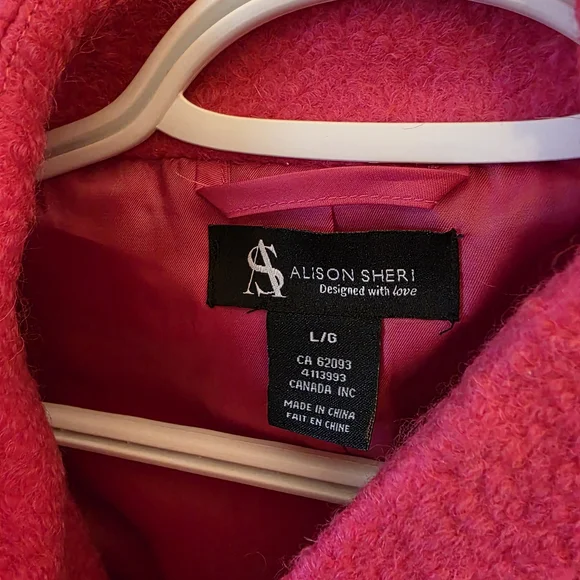 AS
ALISON SHERI
Designed with love
L/G
CA 62093
4113993
CANADA INC
MADE IN CHINA
FAIT EN CHINE